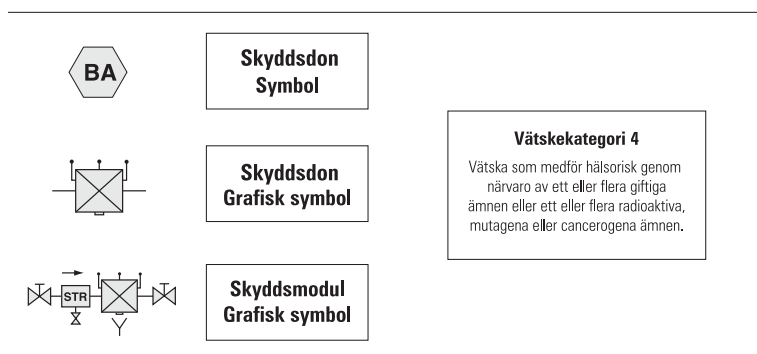 BA
Skyddsdon
Symbol
Skyddsdon
Grafisk symbol
STR
Skyddsmodul
Grafisk symbol
Vätskekategori 4
Vätska som medför hälsorisk genom
närvaro av ett eller flera giftiga
ämnen eller ett eller flera radioaktiva,
mutagena eller cancerogena ämnen.